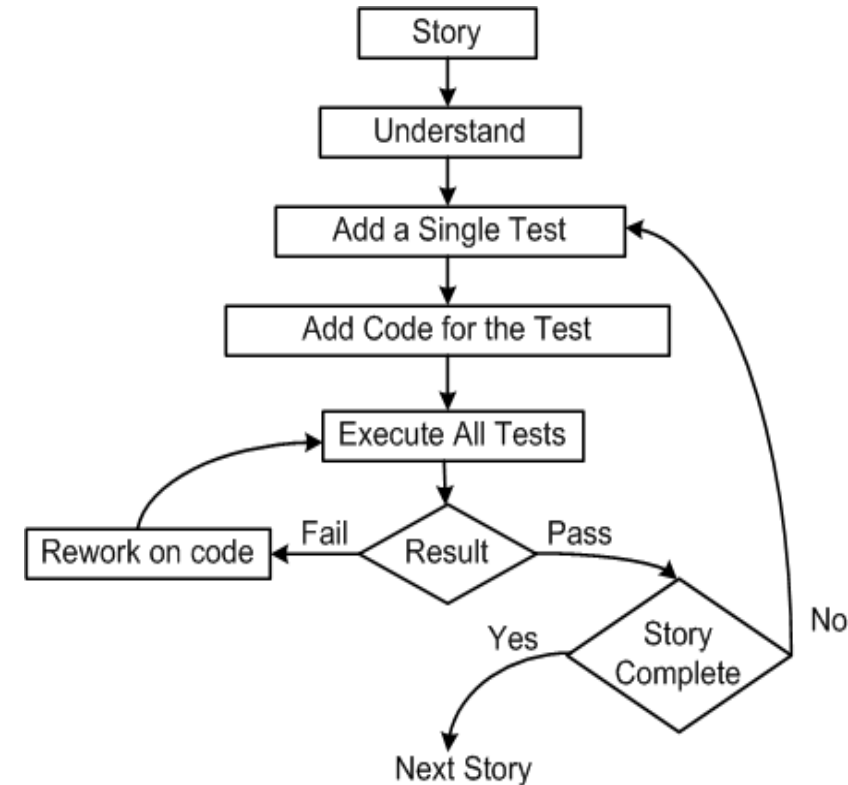 Story
Understand
Add a Single Test
Add Code for the Test
Execute All Tests
Fail
Pass
Rework on code
Result
No
Yes
Story
Complete
Next Story